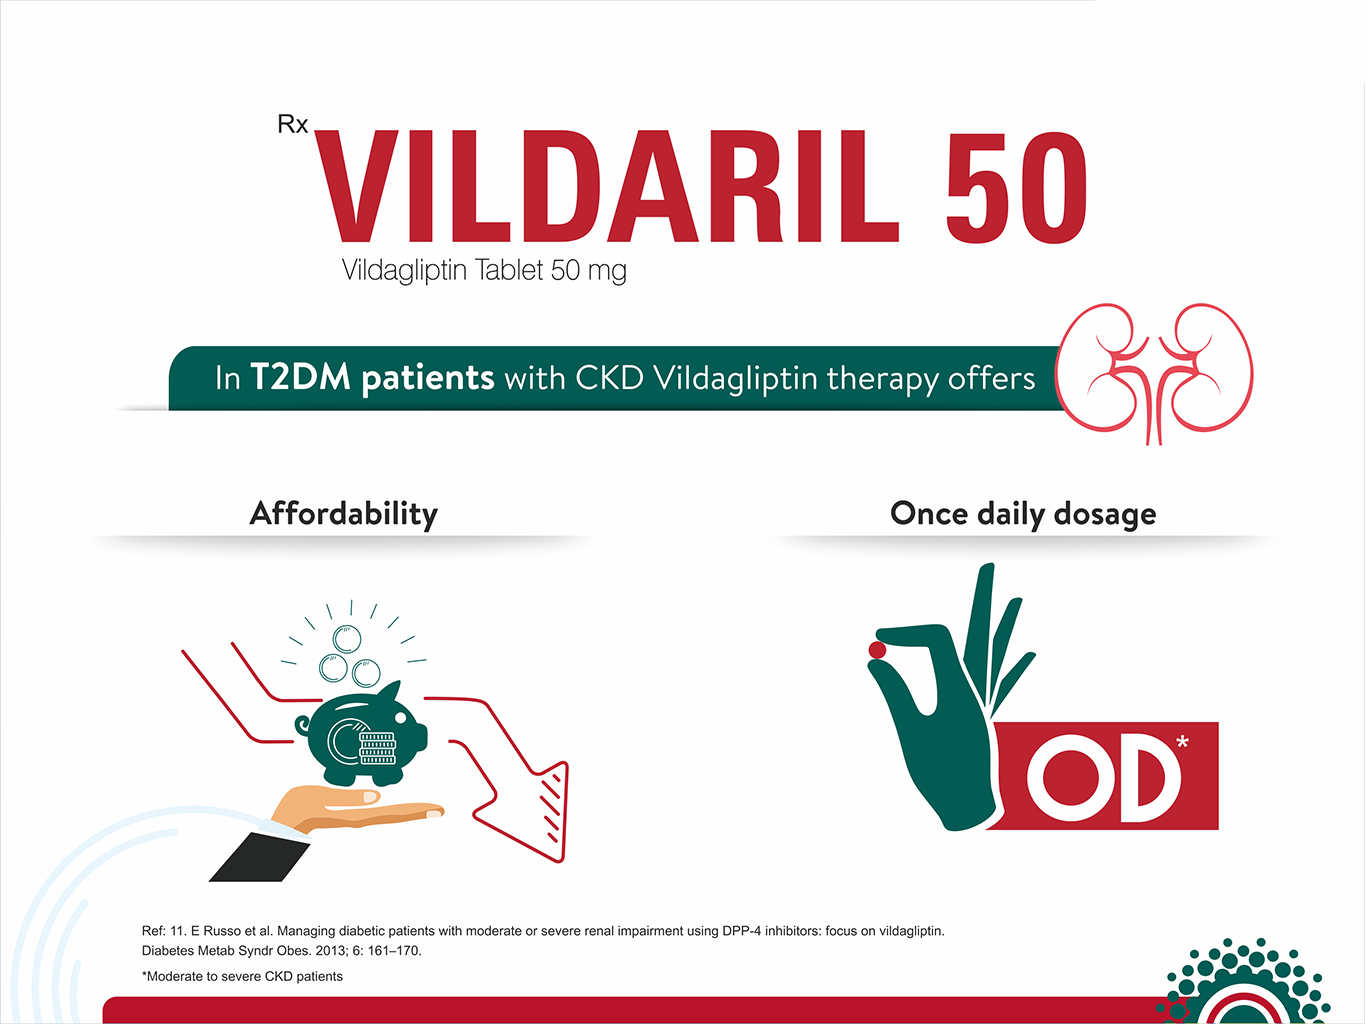 Rx
VILDARIL 50
Vildagliptin Tablet 50 mg
In T2DM patients with CKD Vildagliptin therapy offers
Affordability
Once daily dosage
OD*
Ref: 11. E Russo et al. Managing diabetic patients with moderate or severe renal impairment using DPP-4 inhibitors: focus on vildagliptin.
Diabetes Metab Syndr Obes. 2013; 6: 161–170.
*Moderate to severe CKD patients